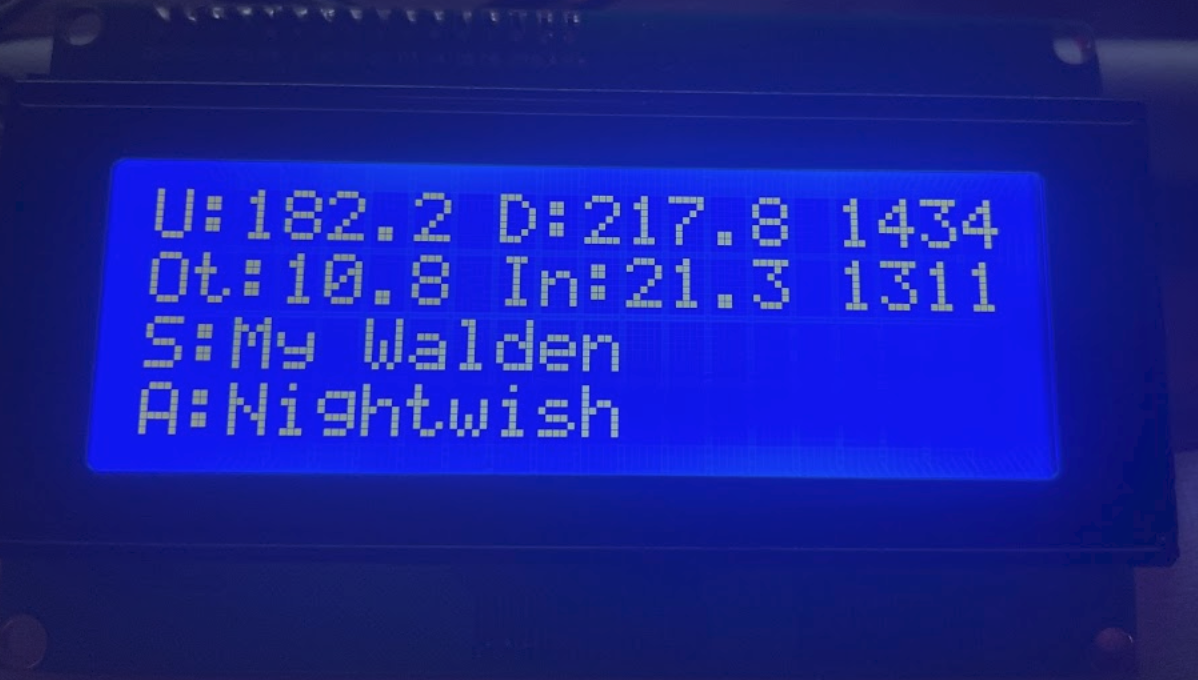 U:182.2 D:217.8 1434
Ot:10.8 In:21.3 1311
S:My Walden
A:Nightwish